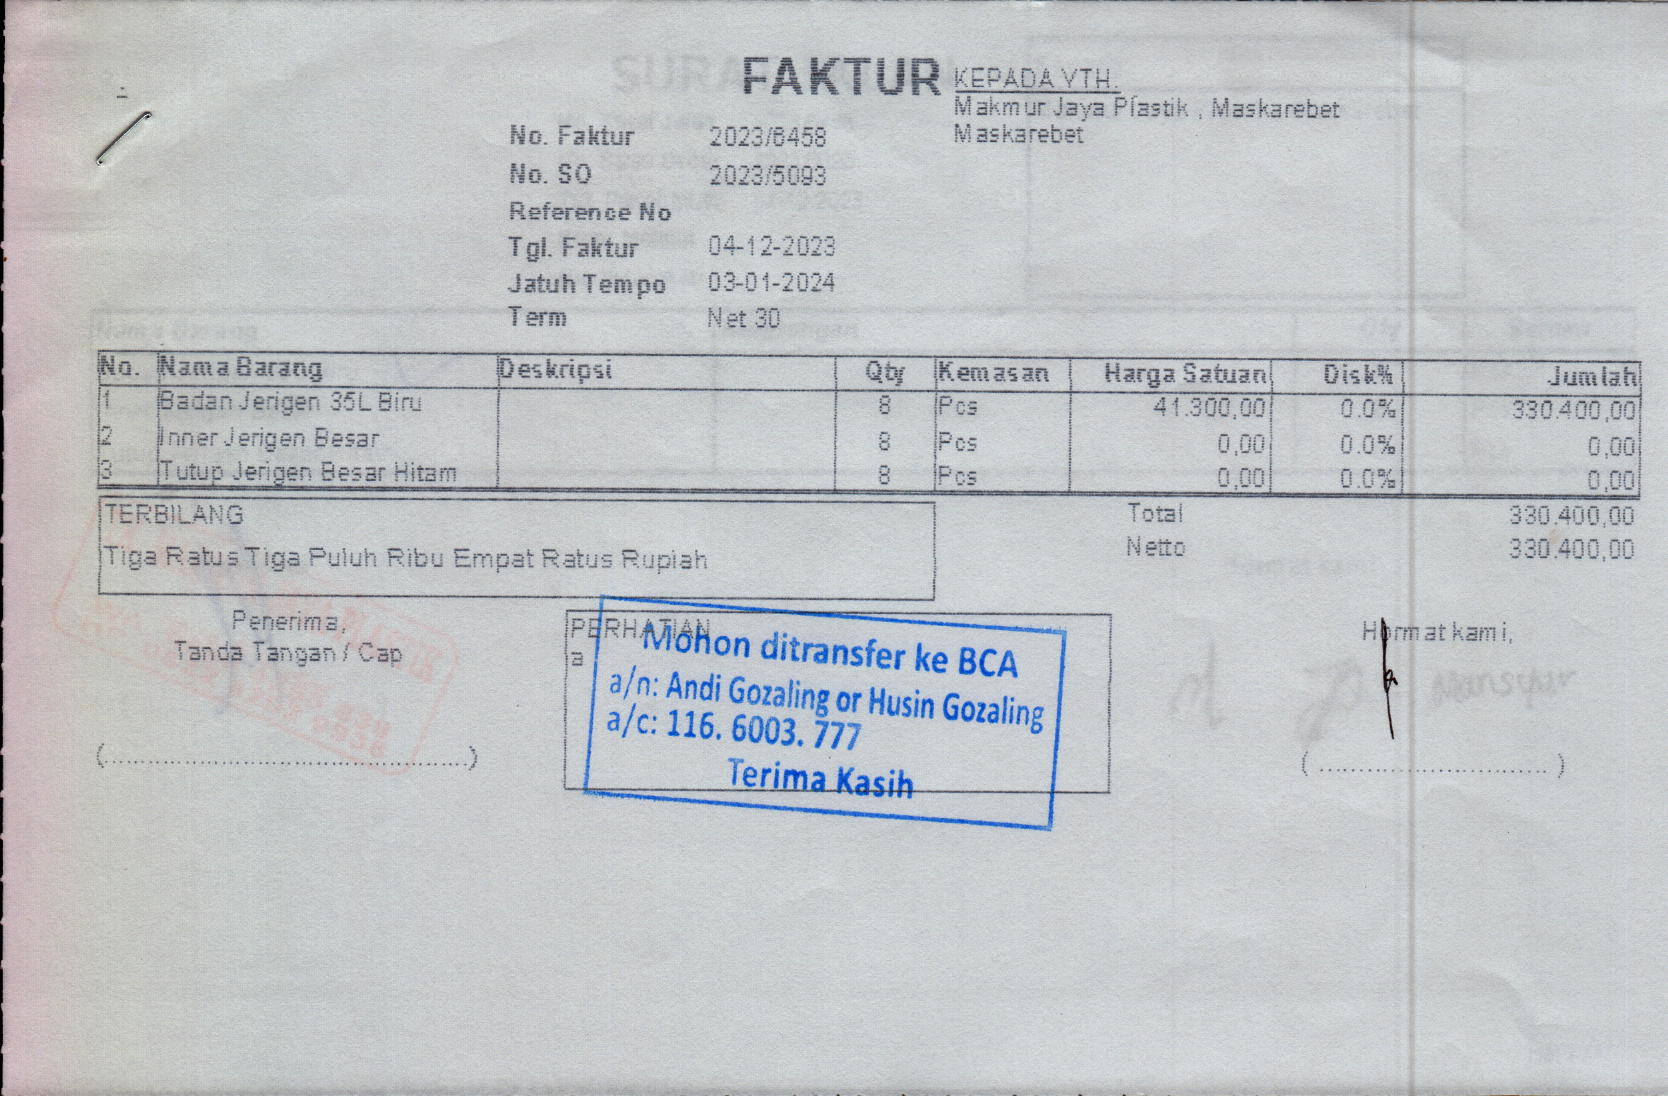 FAKTUR
KEPADA YTH.
Makmur Jaya Plastik , Maskarebet
Maskarebet
No. Faktur 2023/6458
No. SO 2023/5093
Reference No
Tgl. Faktur 04-12-2023
Jatuh Tempo 03-01-2024
Term Net 30
No. Nama Barang Deskripsi Qty Kemasan Harga Satuan Disk% Jumlah
1 Badan Jerigen 35L Biru 8 Pcs 41.300,00 0.0% 330.400,00
2 Inner Jerigen Besar 8 Pcs 0,00 0.0% 0,00
3 Tutup Jerigen Besar Hitam 8 Pcs 0,00 0.0% 0,00
TERBILANG
Tiga Ratus Tiga Puluh Ribu Empat Ratus Rupiah
Total 330.400,00
Netto 330.400,00
Penerima,
Tanda Tangan / Cap
(................................................)
PERHATIAN
a
Mohon ditransfer ke BCA
a/n: Andi Gozaling or Husin Gozaling
a/c: 116. 6003. 777
Terima Kasih
Hormat kami,
Mansyur
( .............................. )